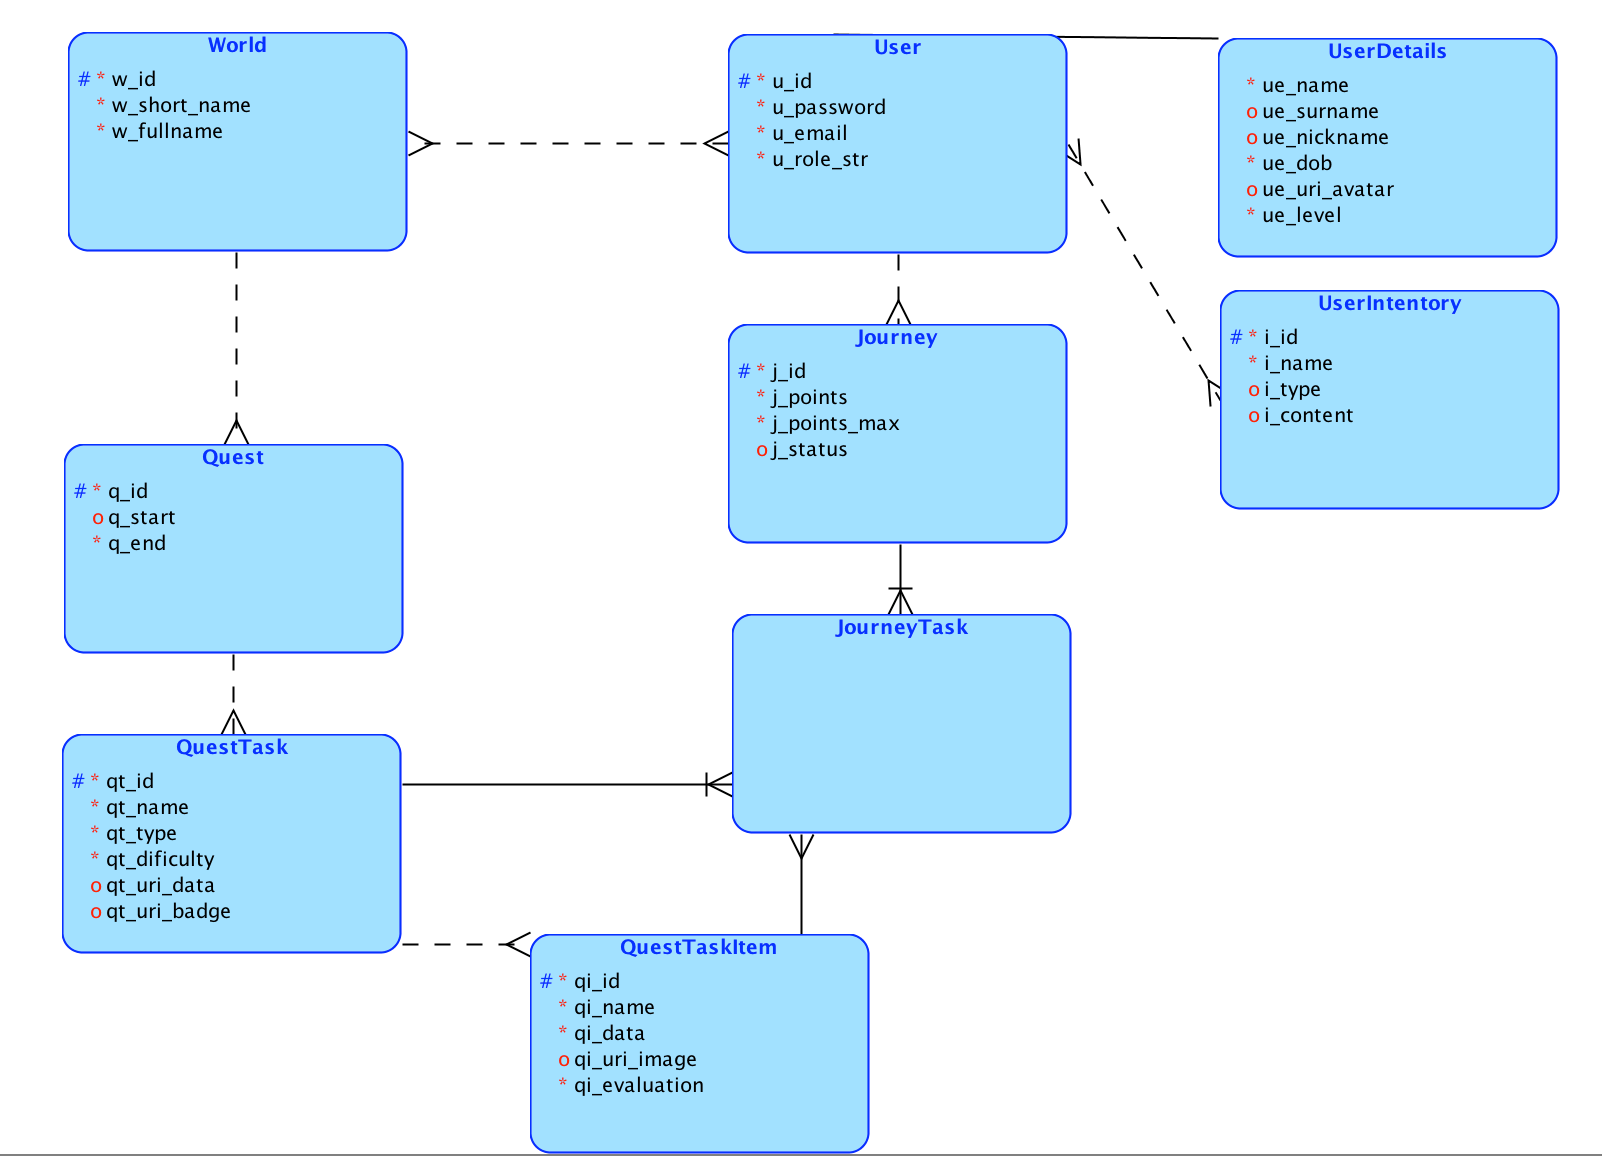 World
# * w_id
* w_short_name
* w_fullname
User
# * u_id
* u_password
* u_email
* u_role_str
UserDetails
* ue_name
o ue_surname
o ue_nickname
* ue_dob
o ue_uri_avatar
* ue_level
UserIntentory
# * i_id
* i_name
o i_type
o i_content
Journey
# * j_id
* j_points
* j_points_max
o j_status
Quest
# * q_id
o q_start
* q_end
JourneyTask
QuestTask
# * qt_id
* qt_name
* qt_type
* qt_dificulty
o qt_uri_data
o qt_uri_badge
QuestTaskItem
# * qi_id
* qi_name
* qi_data
o qi_uri_image
* qi_evaluation